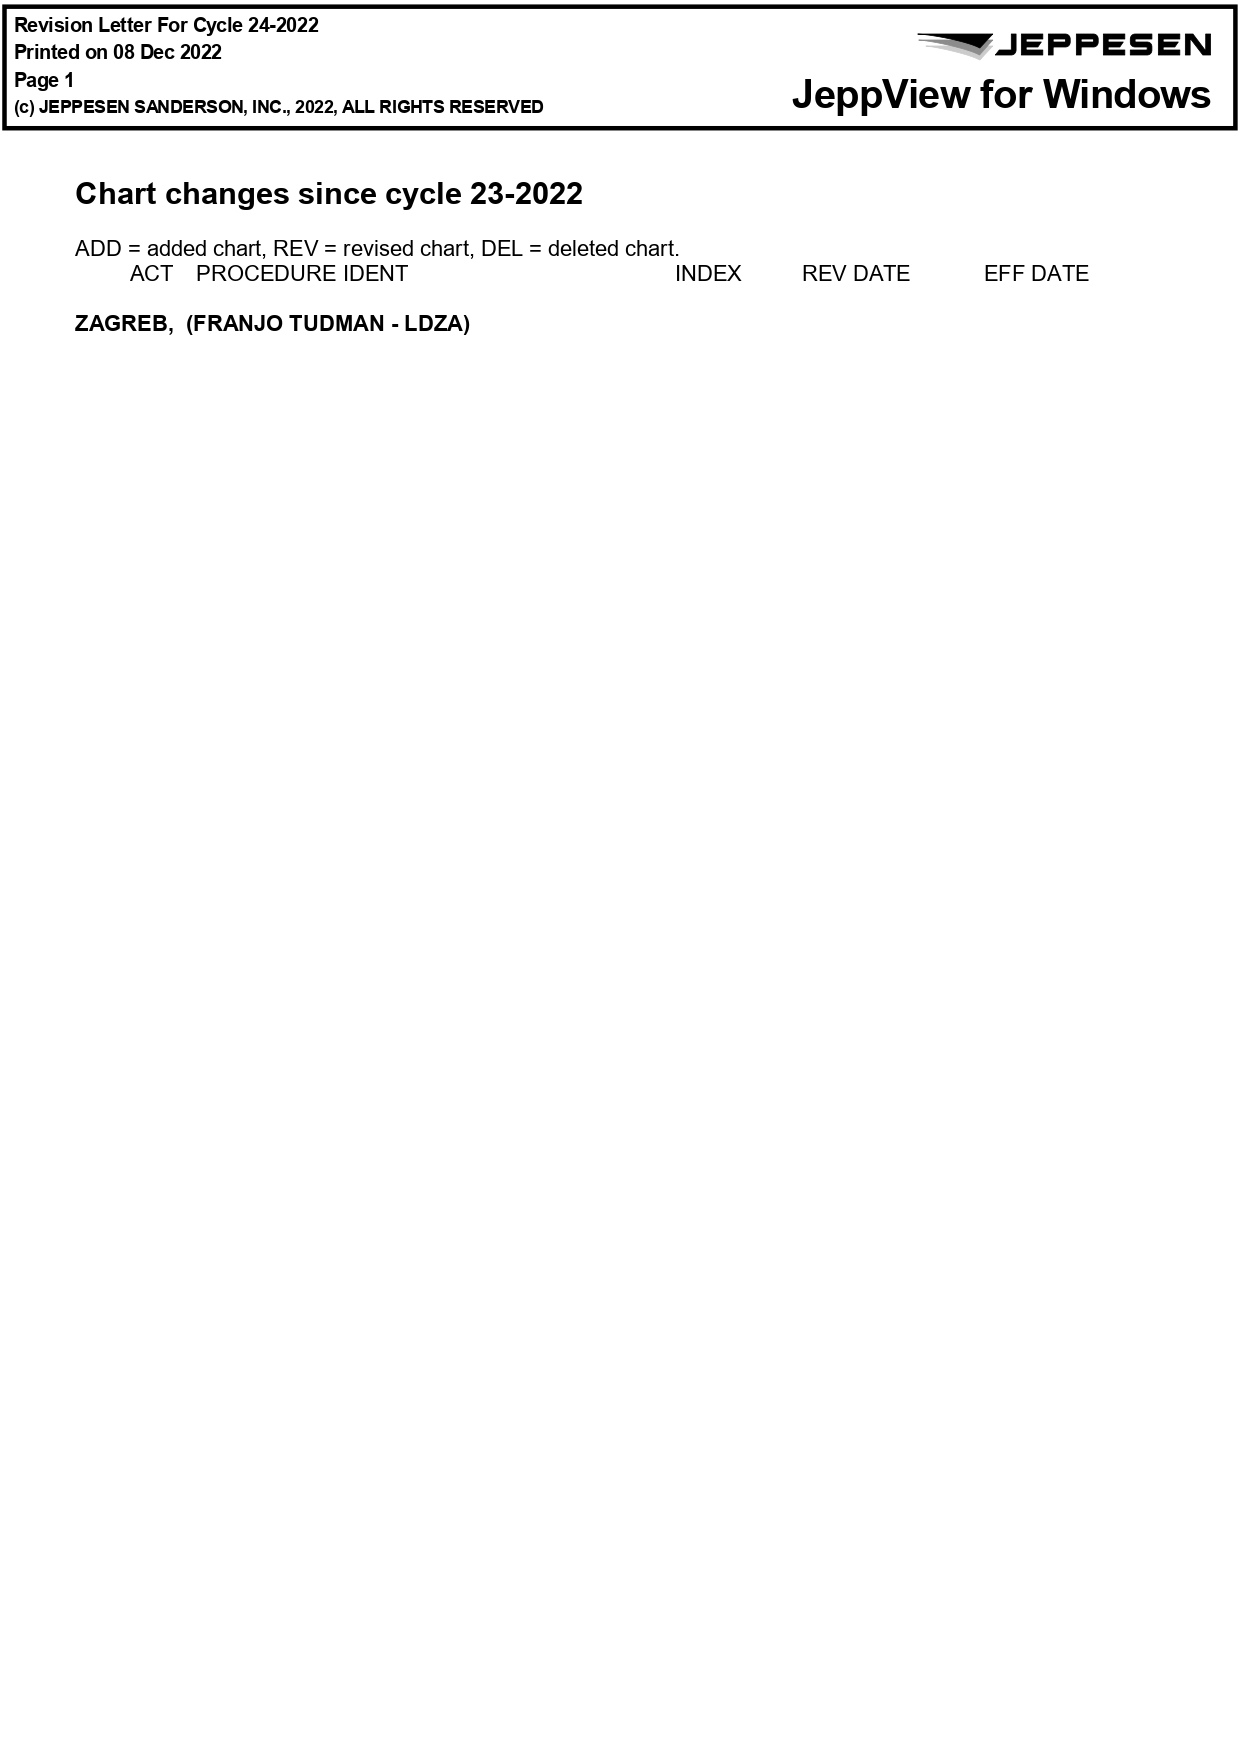 Revision Letter For Cycle 24-2022
Printed on 08 Dec 2022
Page 1
(c) JEPPESEN SANDERSON, INC., 2022, ALL RIGHTS RESERVED
JEPPESEN
JeppView for Windows
Chart changes since cycle 23-2022
ADD = added chart, REV = revised chart, DEL = deleted chart.
ACT PROCEDURE IDENT INDEX REV DATE EFF DATE
ZAGREB, (FRANJO TUDMAN - LDZA)